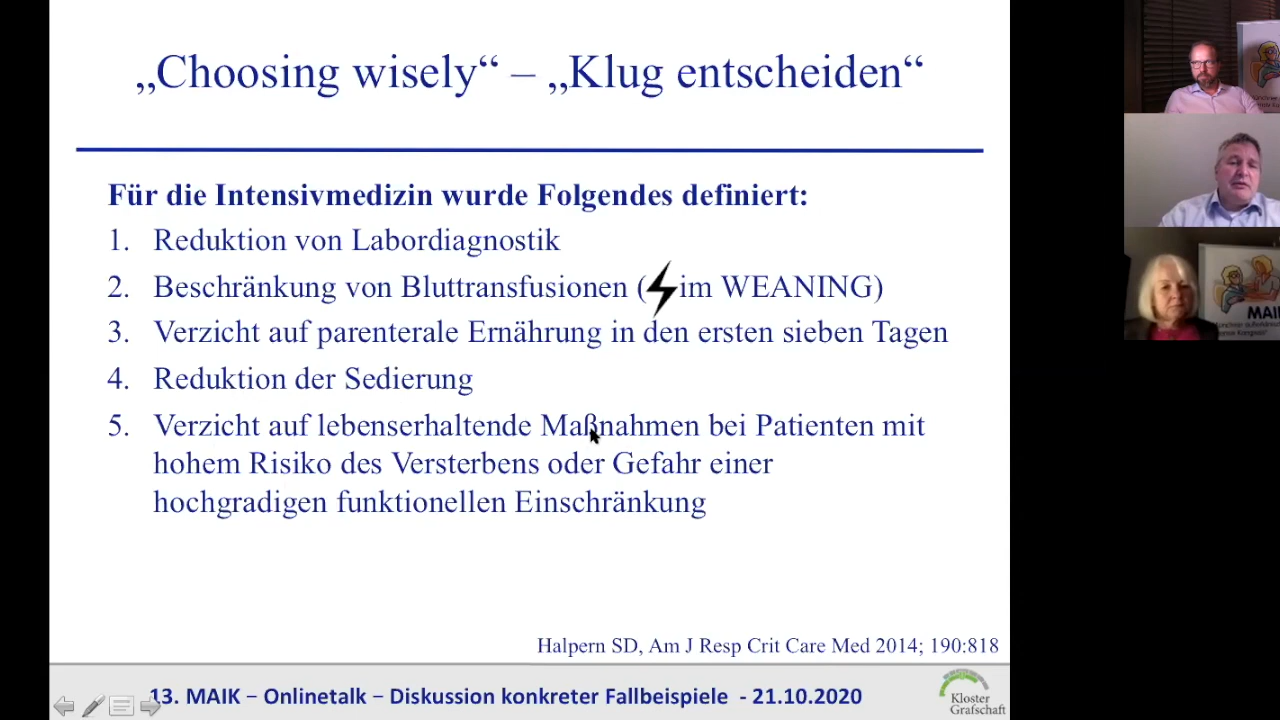 „Choosing wisely“ – „Klug entscheiden“
Für die Intensivmedizin wurde Folgendes definiert:
1. Reduktion von Labordiagnostik
2. Beschränkung von Bluttransfusionen (im WEANING)
3. Verzicht auf parenterale Ernährung in den ersten sieben Tagen
4. Reduktion der Sedierung
5. Verzicht auf lebenserhaltende Maßnahmen bei Patienten mit
hohem Risiko des Versterbens oder Gefahr einer
hochgradigen funktionellen Einschränkung
Halpern SD, Am J Resp Crit Care Med 2014; 190:818
13. MAIK – Onlinetalk – Diskussion konkreter Fallbeispiele - 21.10.2020
Kloster
Grafschaft
MAIK